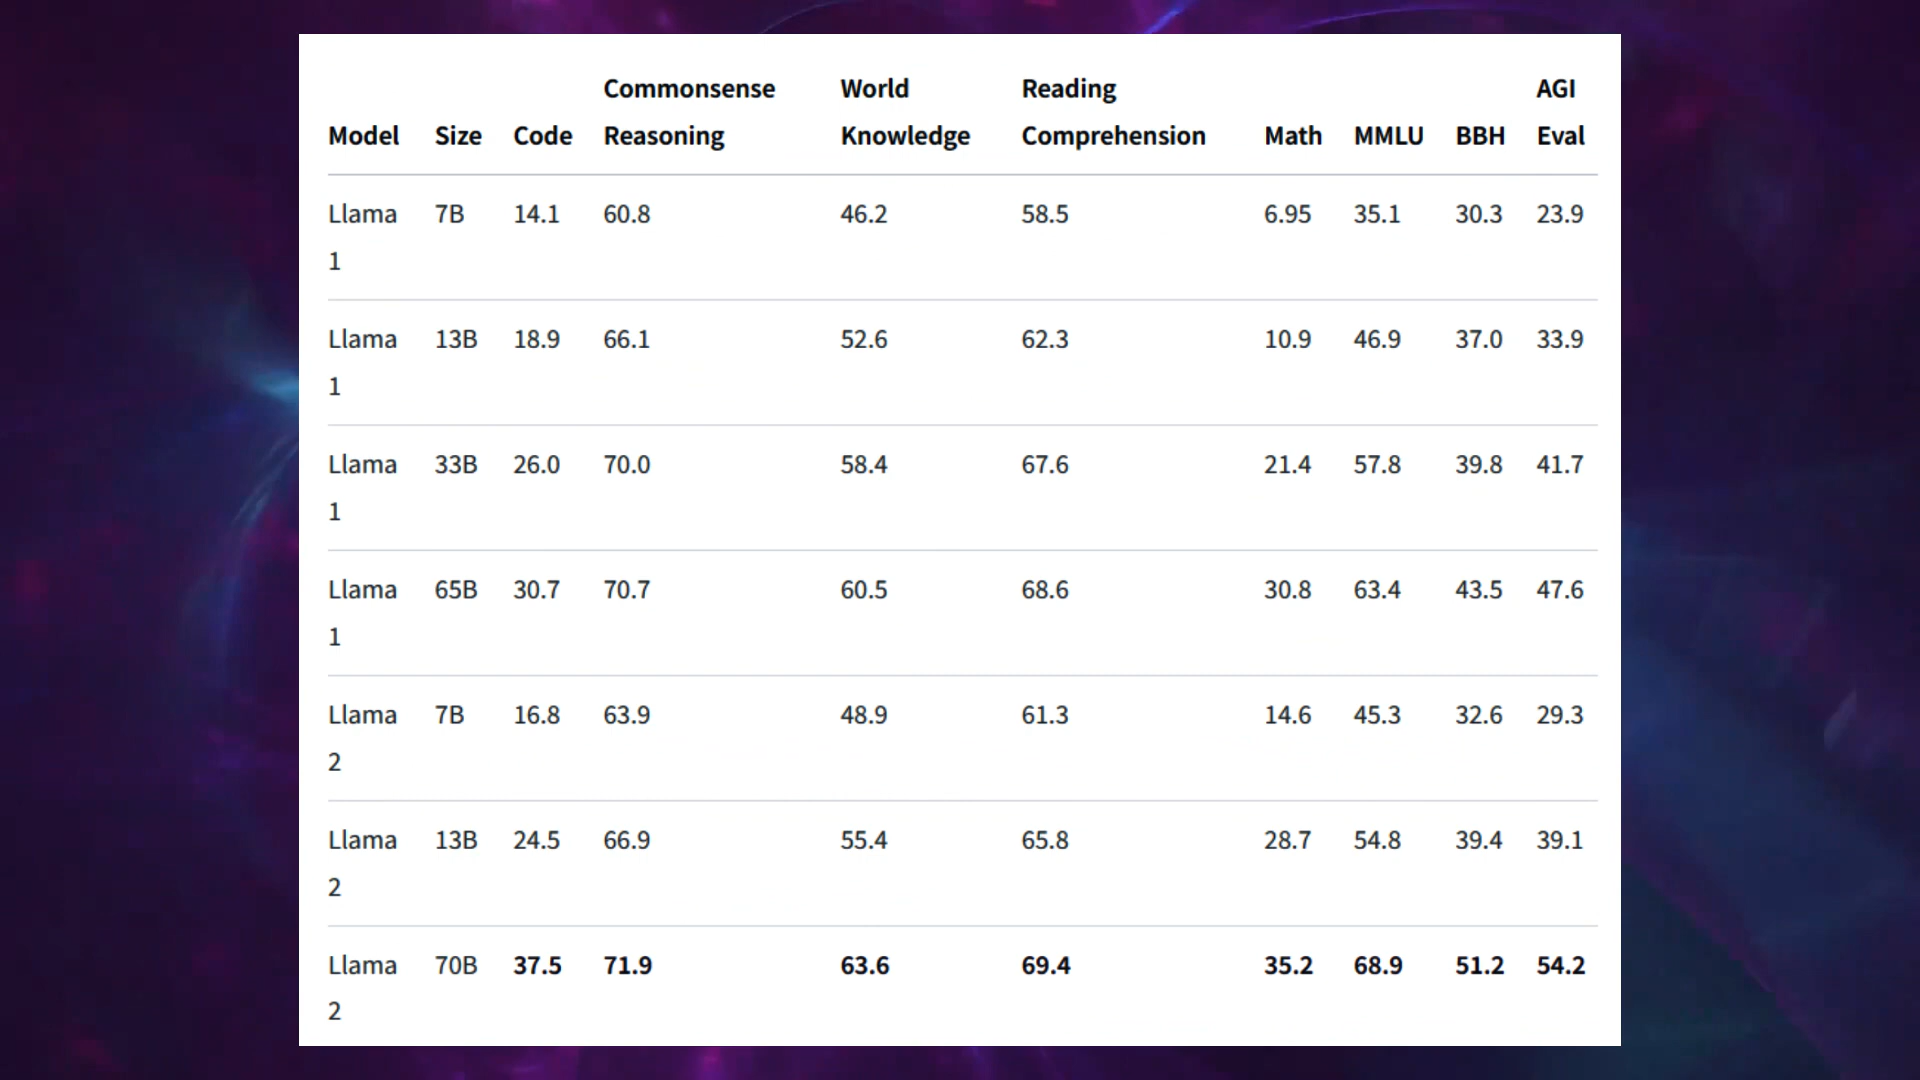 Commonsense World Reading AGI
Model Size Code Reasoning Knowledge Comprehension Math MMLU BBH Eval
Llama 7B 14.1 60.8 46.2 58.5 6.95 35.1 30.3 23.9
1
Llama 13B 18.9 66.1 52.6 62.3 10.9 46.9 37.0 33.9
1
Llama 33B 26.0 70.0 58.4 67.6 21.4 57.8 39.8 41.7
1
Llama 65B 30.7 70.7 60.5 68.6 30.8 63.4 43.5 47.6
1
Llama 7B 16.8 63.9 48.9 61.3 14.6 45.3 32.6 29.3
2
Llama 13B 24.5 66.9 55.4 65.8 28.7 54.8 39.4 39.1
2
Llama 70B 37.5 71.9 63.6 69.4 35.2 68.9 51.2 54.2
2